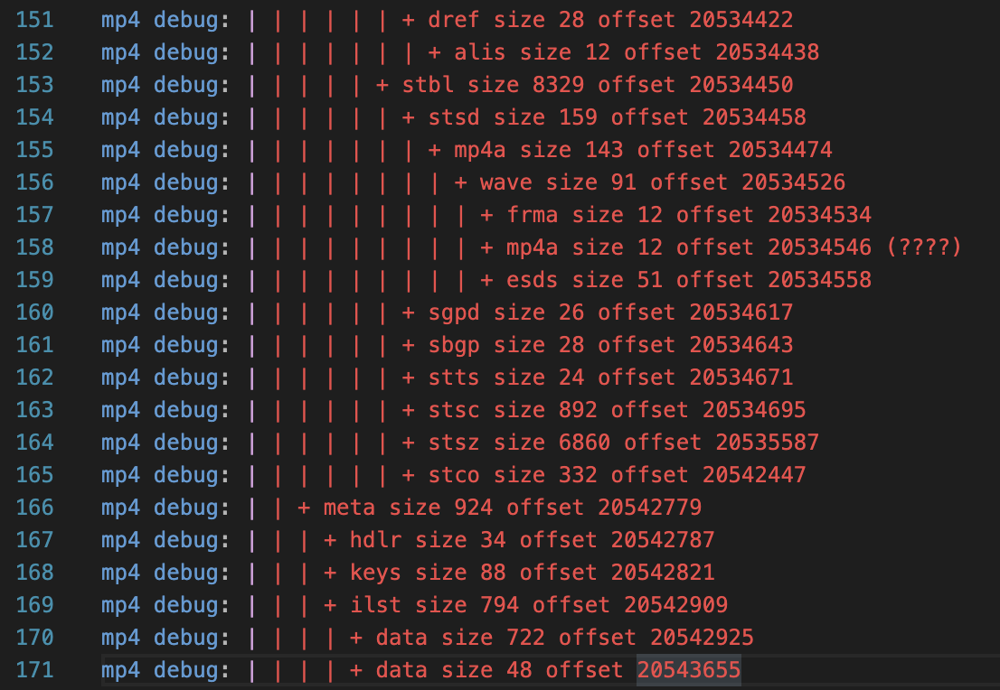 151 mp4 debug: | | | | | | + dref size 28 offset 20534422
152 mp4 debug: | | | | | | | + alis size 12 offset 20534438
153 mp4 debug: | | | | | + stbl size 8329 offset 20534450
154 mp4 debug: | | | | | | + stsd size 159 offset 20534458
155 mp4 debug: | | | | | | | + mp4a size 143 offset 20534474
156 mp4 debug: | | | | | | | | + wave size 91 offset 20534526
157 mp4 debug: | | | | | | | | | + frma size 12 offset 20534534
158 mp4 debug: | | | | | | | | | + mp4a size 12 offset 20534546 (????)
159 mp4 debug: | | | | | | | | | + esds size 51 offset 20534558
160 mp4 debug: | | | | | | + sgpd size 26 offset 20534617
161 mp4 debug: | | | | | | + sbgp size 28 offset 20534643
162 mp4 debug: | | | | | | + stts size 24 offset 20534671
163 mp4 debug: | | | | | | + stsc size 892 offset 20534695
164 mp4 debug: | | | | | | + stsz size 6860 offset 20535587
165 mp4 debug: | | | | | | + stco size 332 offset 20542447
166 mp4 debug: | | + meta size 924 offset 20542779
167 mp4 debug: | | | + hdlr size 34 offset 20542787
168 mp4 debug: | | | + keys size 88 offset 20542821
169 mp4 debug: | | | + ilst size 794 offset 20542909
170 mp4 debug: | | | | + data size 722 offset 20542925
171 mp4 debug: | | | | + data size 48 offset 20543655